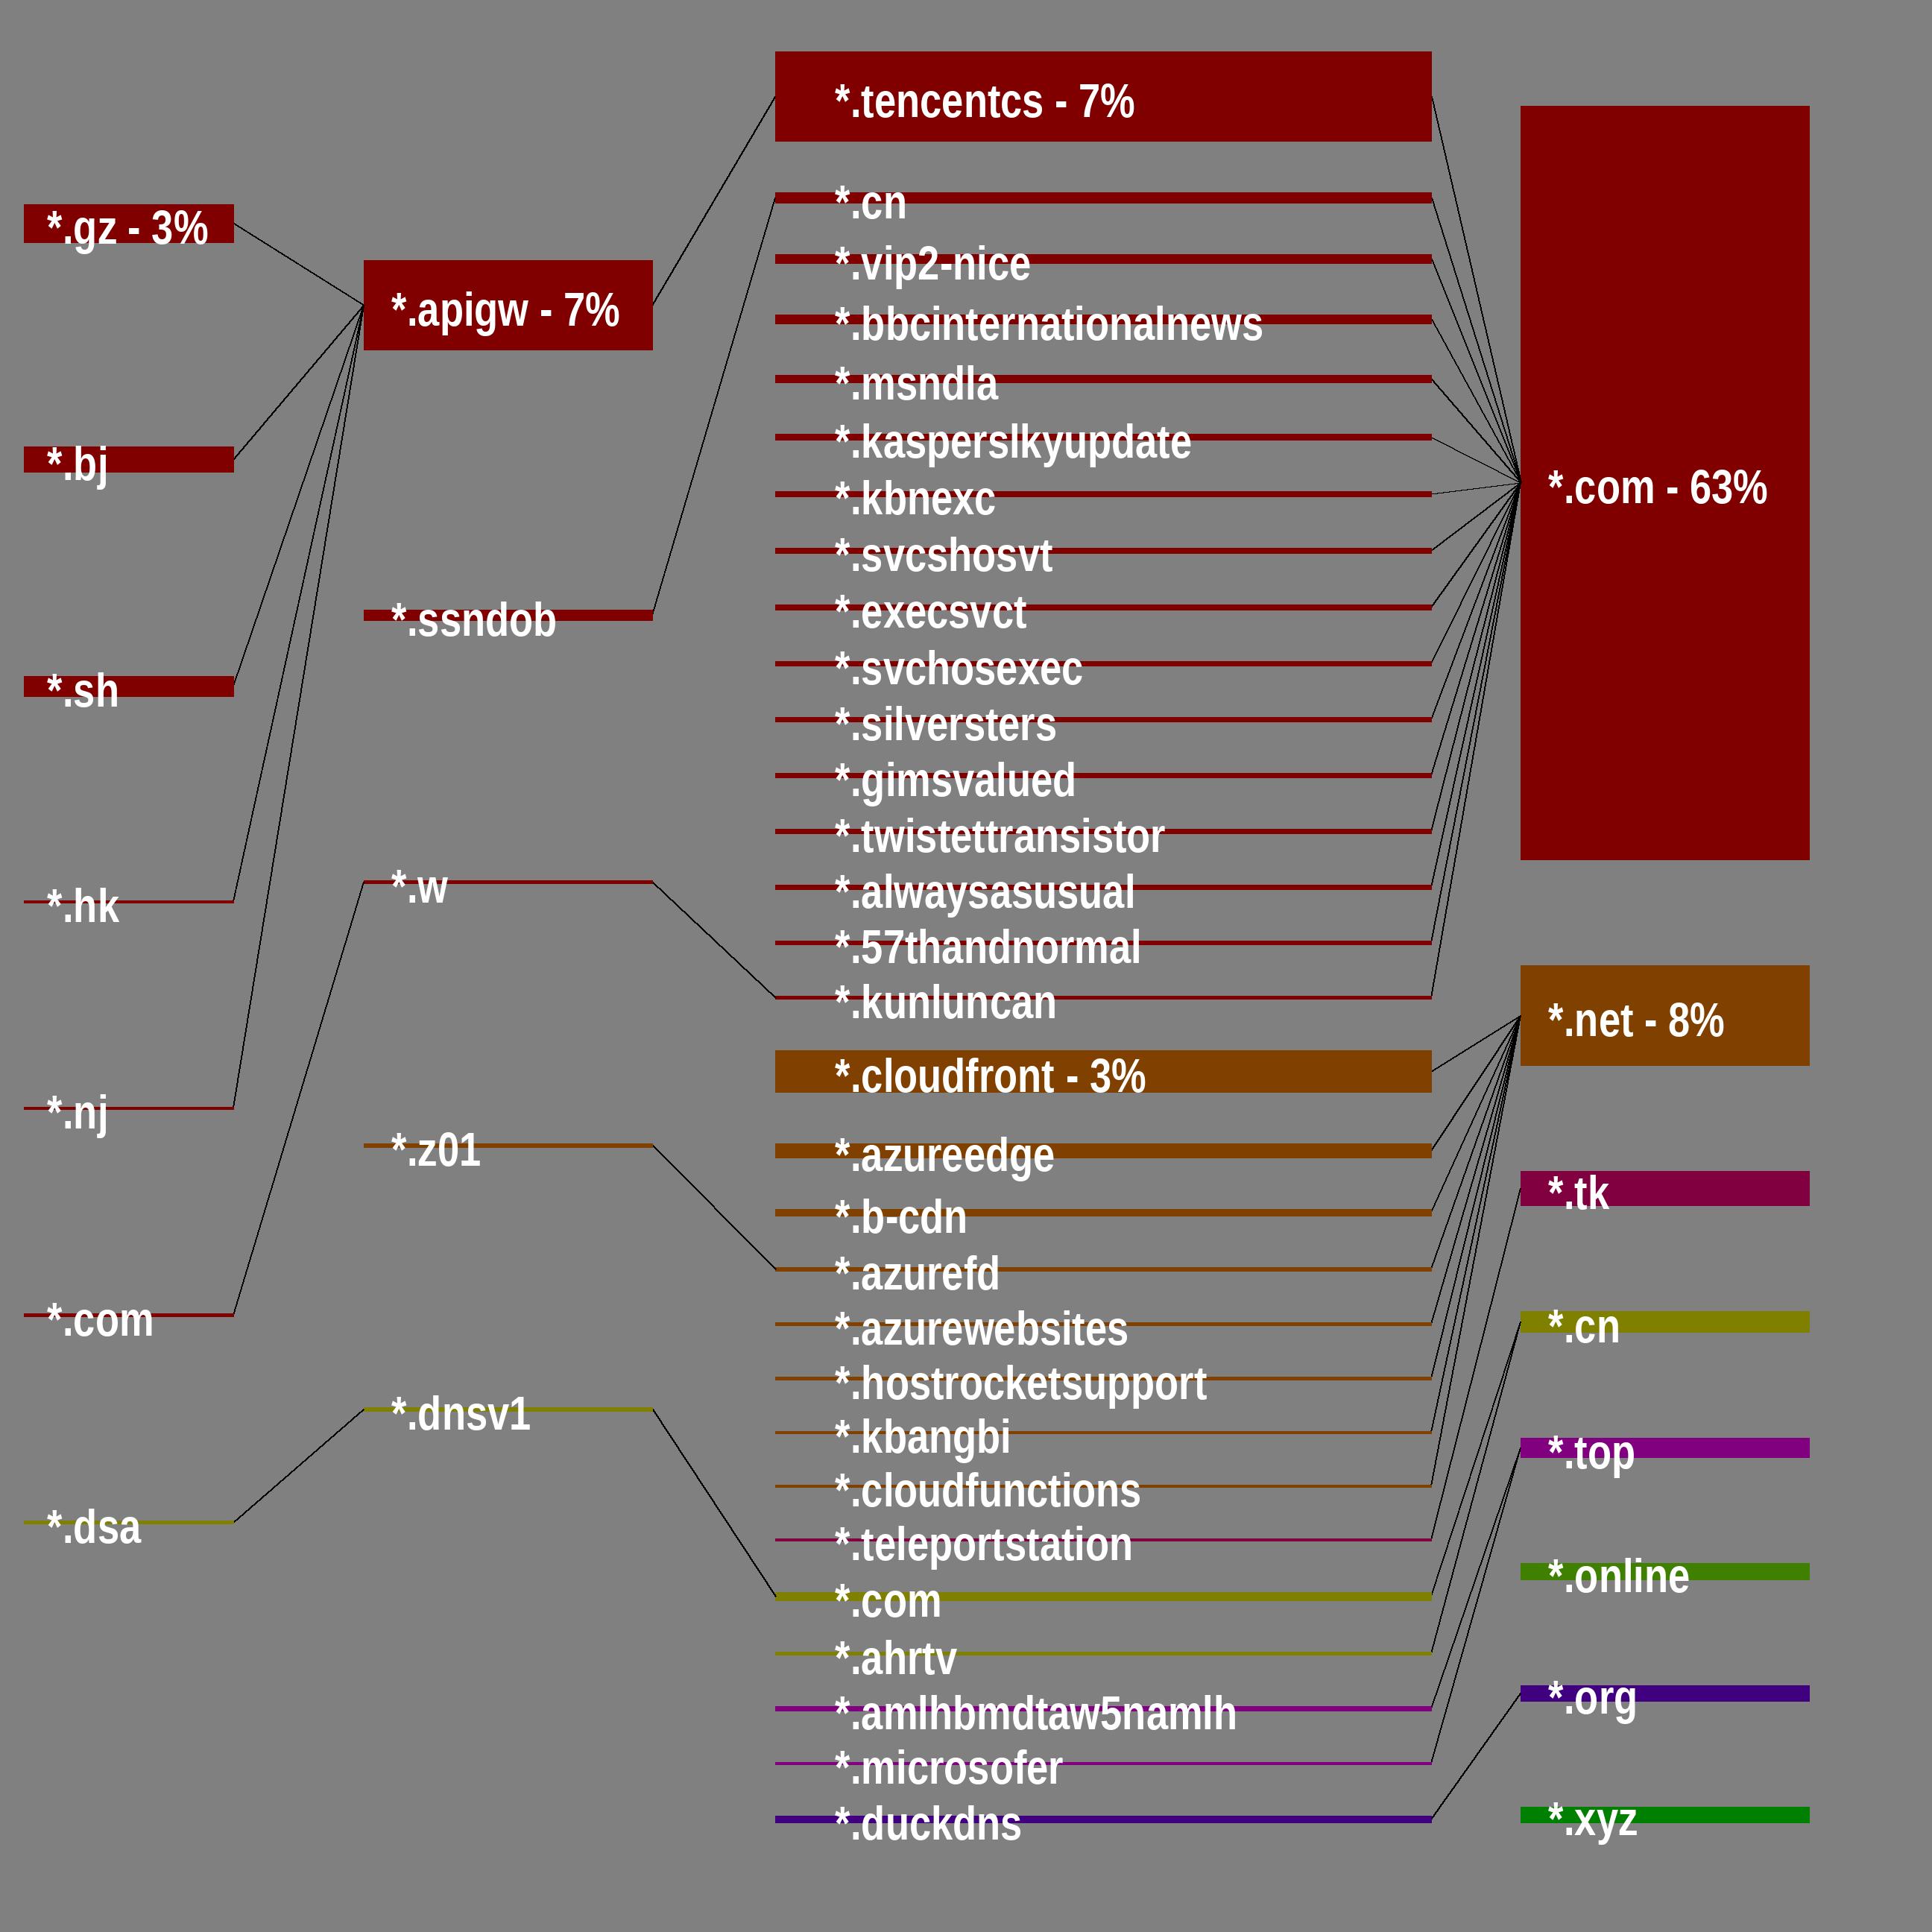 *.gz - 3%
*.bj
*.sh
*.hk
*.nj
*.com
*.dsa
*.apigw - 7%
*.ssndob
*.w
*.z01
*.dnsv1
*.tencentcs - 7%
*.cn
*.vip2-nice
*.bbcinternationalnews
*.msndla
*.kasperslkyupdate
*.kbnexc
*.svcshosvt
*.execsvct
*.svchosexec
*.silversters
*.gimsvalued
*.twistettransistor
*.alwaysasusual
*.57thandnormal
*.kunluncan
*.cloudfront - 3%
*.azureedge
*.b-cdn
*.azurefd
*.azurewebsites
*.hostrocketsupport
*.kbangbi
*.cloudfunctions
*.teleportstation
*.com
*.ahrtv
*.amlhbmdtaw5namlh
*.microsofer
*.duckdns
*.com - 63%
*.net - 8%
*.tk
*.cn
*.top
*.online
*.org
*.xyz